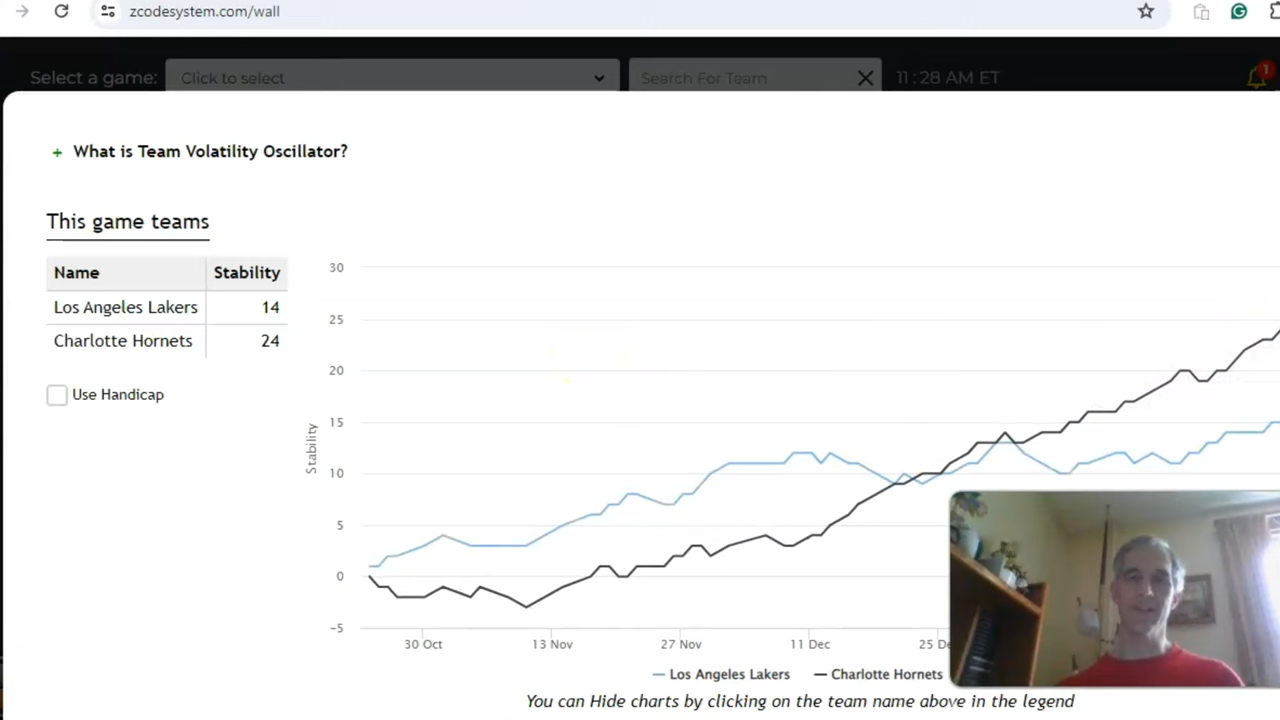 zcodesystem.com/wall
Select a game: Click to select Search For Team 11:28 AM ET 1
+ What is Team Volatility Oscillator?
This game teams
Name Stability
Los Angeles Lakers 14
Charlotte Hornets 24
Use Handicap
30
25
20
15
10
5
0
−5
Stability
30 Oct 13 Nov 27 Nov 11 Dec 25 De
Los Angeles Lakers Charlotte Hornets
You can Hide charts by clicking on the team name above in the legend